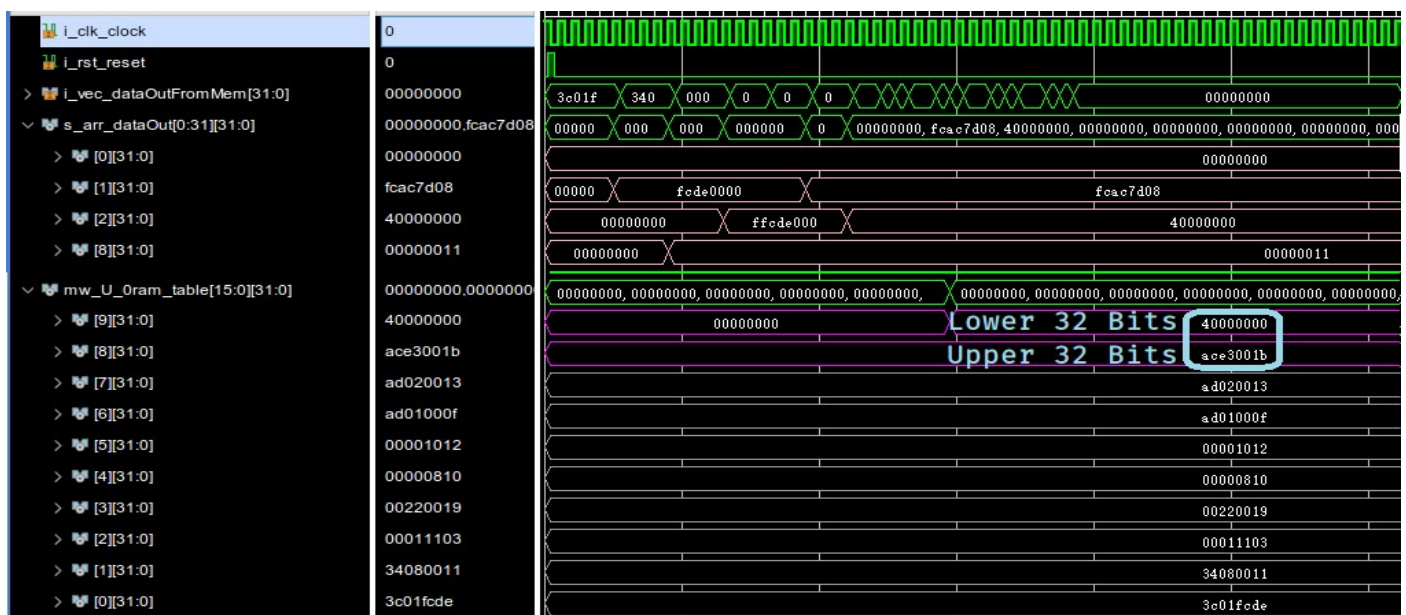 i_clk_clock 0
i_rst_reset 0
i_vec_dataOutFromMem[31:0] 00000000 3c01f 340 000 0 0 0 00000000
s_arr_dataOut[0:31][31:0] 00000000,fcac7d08 00000 000 000 000000 0 00000000, fcac7d08, 40000000, 00000000, 00000000, 00000000, 00000000, 000
[0][31:0] 00000000 00000000
[1][31:0] fcac7d08 00000 fcde0000 fcac7d08
[2][31:0] 40000000 00000000 ffcde000 40000000
[8][31:0] 00000011 00000000 00000011
mw_U_0ram_table[15:0][31:0] 00000000,0000000 00000000, 00000000, 00000000, 00000000, 00000000, 00000000, 00000000, 00000000, 00000000, 00000000, 00000000,
[9][31:0] 40000000 00000000 Lower 32 Bits 40000000
[8][31:0] ace3001b Upper 32 Bits ace3001b
[7][31:0] ad020013 ad020013
[6][31:0] ad01000f ad01000f
[5][31:0] 00001012 00001012
[4][31:0] 00000810 00000810
[3][31:0] 00220019 00220019
[2][31:0] 00011103 00011103
[1][31:0] 34080011 34080011
[0][31:0] 3c01fcde 3c01fcde